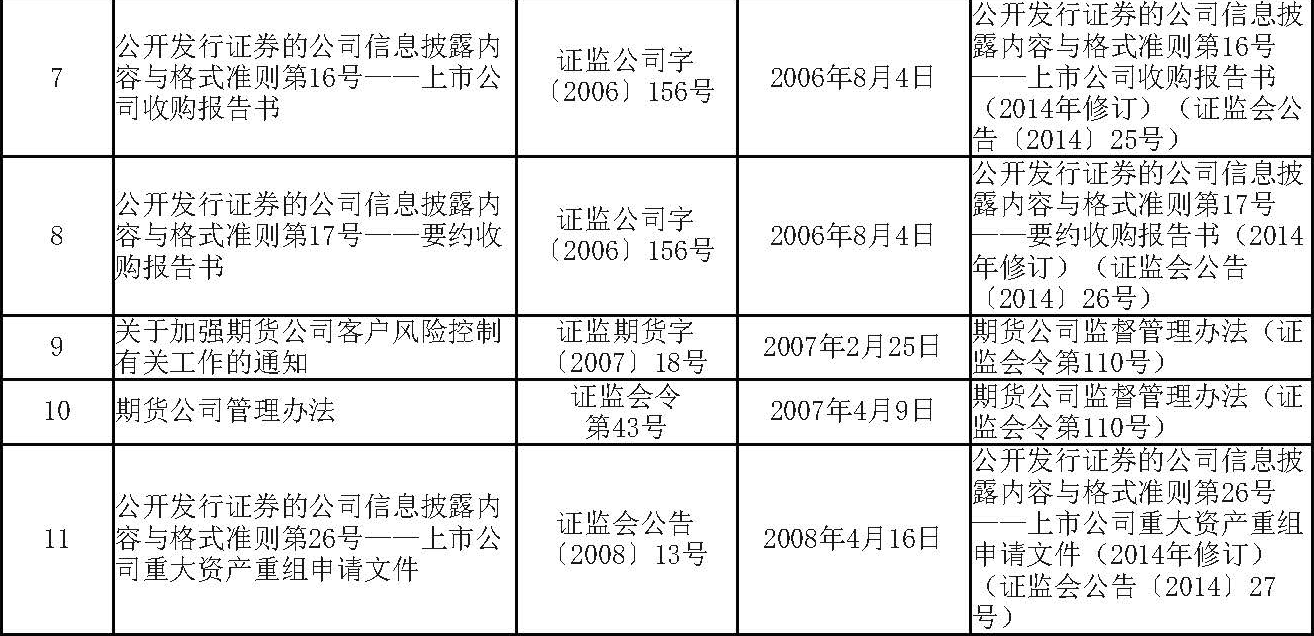 7
公开发行证券的公司信息披露内
容与格式准则第16号——上市公
司收购报告书
证监公司字
〔2006〕156号
2006年8月4日
公开发行证券的公司信息披
露内容与格式准则第16号
——上市公司收购报告书
（2014年修订）（证监会公
告〔2014〕25号）
8
公开发行证券的公司信息披露内
容与格式准则第17号——要约收
购报告书
证监公司字
〔2006〕156号
2006年8月4日
公开发行证券的公司信息披
露内容与格式准则第17号
——要约收购报告书（2014
年修订）（证监会公告
〔2014〕26号）
9
关于加强期货公司客户风险控制
有关工作的通知
证监期货字
〔2007〕18号
2007年2月25日
期货公司监督管理办法（证
监会令第110号）
10
期货公司管理办法
证监会令
第43号
2007年4月9日
期货公司监督管理办法（证
监会令第110号）
11
公开发行证券的公司信息披露内
容与格式准则第26号——上市公
司重大资产重组申请文件
证监会公告
〔2008〕13号
2008年4月16日
公开发行证券的公司信息披
露内容与格式准则第26号
——上市公司重大资产重组
申请文件（2014年修订）
（证监会公告〔2014〕27
号）